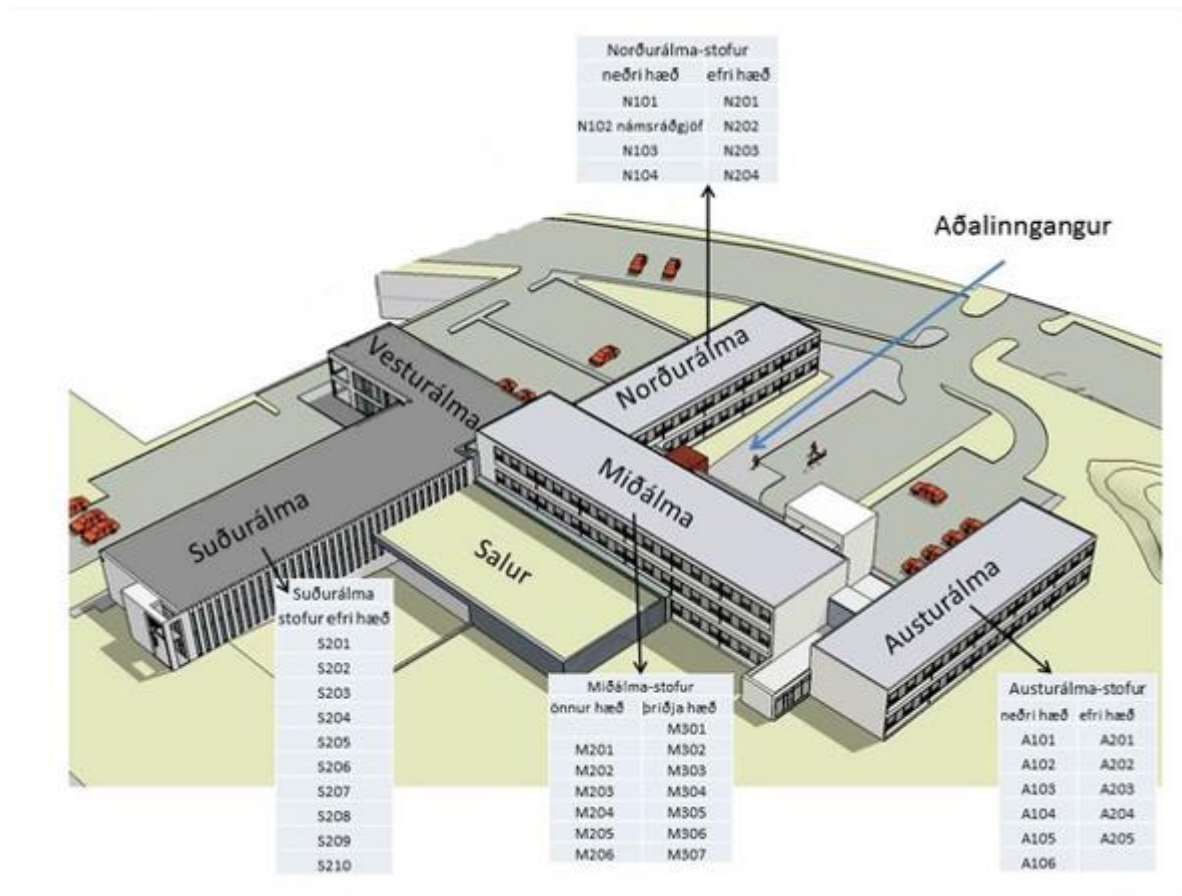 Norðurálma-stofur
neðri hæð efri hæð
N101 N201
N102 námsráðgjöf N202
N103 N203
N104 N204
Aðalinngangur
Vesturálma
Norðurálma
Miðálma
Suðurálma
Salur
Austurálma
Suðurálma
stofur efri hæð
S201
S202
S203
S204
S205
S206
S207
S208
S209
S210
Miðálma-stofur
önnur hæð þriðja hæð
M301
M201 M302
M202 M303
M203 M304
M204 M305
M205 M306
M206 M307
Austurálma-stofur
neðri hæð efri hæð
A101 A201
A102 A202
A103 A203
A104 A204
A105 A205
A106